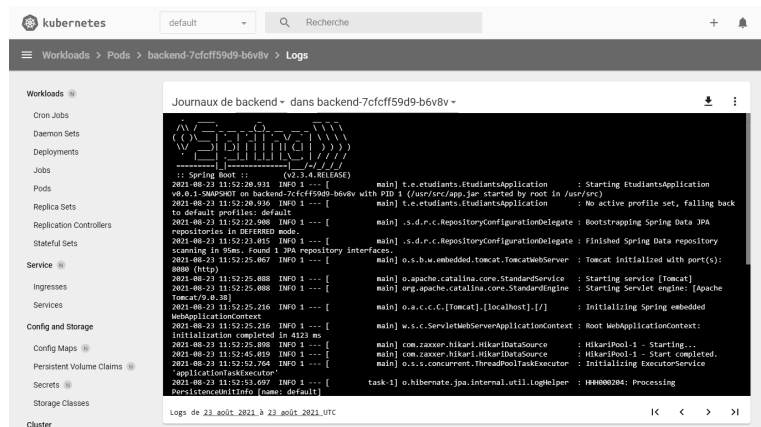 kubernetes
default
Recherche
Workloads > Pods > backend-7cfcff59d9-b6v8v > Logs
Workloads N
Cron Jobs
Daemon Sets
Deployments
Jobs
Pods
Replica Sets
Replication Controllers
Stateful Sets
Service N
Ingresses
Services
Config and Storage
Config Maps N
Persistent Volume Claims N
Secrets N
Storage Classes
Cluster
Journaux de backend dans backend-7cfcff59d9-b6v8v
:: Spring Boot :: (v2.3.4.RELEASE)
2021-08-23 11:52:20.931 INFO 1 --- [ main] t.e.etudiants.EtudiantsApplication : Starting EtudiantsApplication
v0.0.1-SNAPSHOT on backend-7cfcff59d9-b6v8v with PID 1 (/usr/src/app.jar started by root in /usr/src)
2021-08-23 11:52:20.936 INFO 1 --- [ main] t.e.etudiants.EtudiantsApplication : No active profile set, falling back
to default profiles: default
2021-08-23 11:52:22.908 INFO 1 --- [ main] .s.d.r.c.RepositoryConfigurationDelegate : Bootstrapping Spring Data JPA
repositories in DEFERRED mode.
2021-08-23 11:52:23.015 INFO 1 --- [ main] .s.d.r.c.RepositoryConfigurationDelegate : Finished Spring Data repository
scanning in 95ms. Found 1 JPA repository interfaces.
2021-08-23 11:52:25.067 INFO 1 --- [ main] o.s.b.w.embedded.tomcat.TomcatWebServer : Tomcat initialized with port(s):
8080 (http)
2021-08-23 11:52:25.088 INFO 1 --- [ main] o.apache.catalina.core.StandardService : Starting service [Tomcat]
2021-08-23 11:52:25.088 INFO 1 --- [ main] org.apache.catalina.core.StandardEngine : Starting Servlet engine: [Apache
Tomcat/9.0.38]
2021-08-23 11:52:25.216 INFO 1 --- [ main] o.a.c.c.C.[Tomcat].[localhost].[/] : Initializing Spring embedded
WebApplicationContext
2021-08-23 11:52:25.216 INFO 1 --- [ main] w.s.c.ServletWebServerApplicationContext : Root WebApplicationContext:
initialization completed in 4123 ms
2021-08-23 11:52:25.898 INFO 1 --- [ main] com.zaxxer.hikari.HikariDataSource : HikariPool-1 - Starting...
2021-08-23 11:52:45.019 INFO 1 --- [ main] com.zaxxer.hikari.HikariDataSource : HikariPool-1 - Start completed.
2021-08-23 11:52:52.764 INFO 1 --- [ main] o.s.s.concurrent.ThreadPoolTaskExecutor : Initializing ExecutorService
'applicationTaskExecutor'
2021-08-23 11:52:53.697 INFO 1 --- [ task-1] o.hibernate.jpa.internal.util.LogHelper : HHH000204: Processing
PersistenceUnitInfo [name: default]
Logs de 23 août 2021 à 23 août 2021 UTC